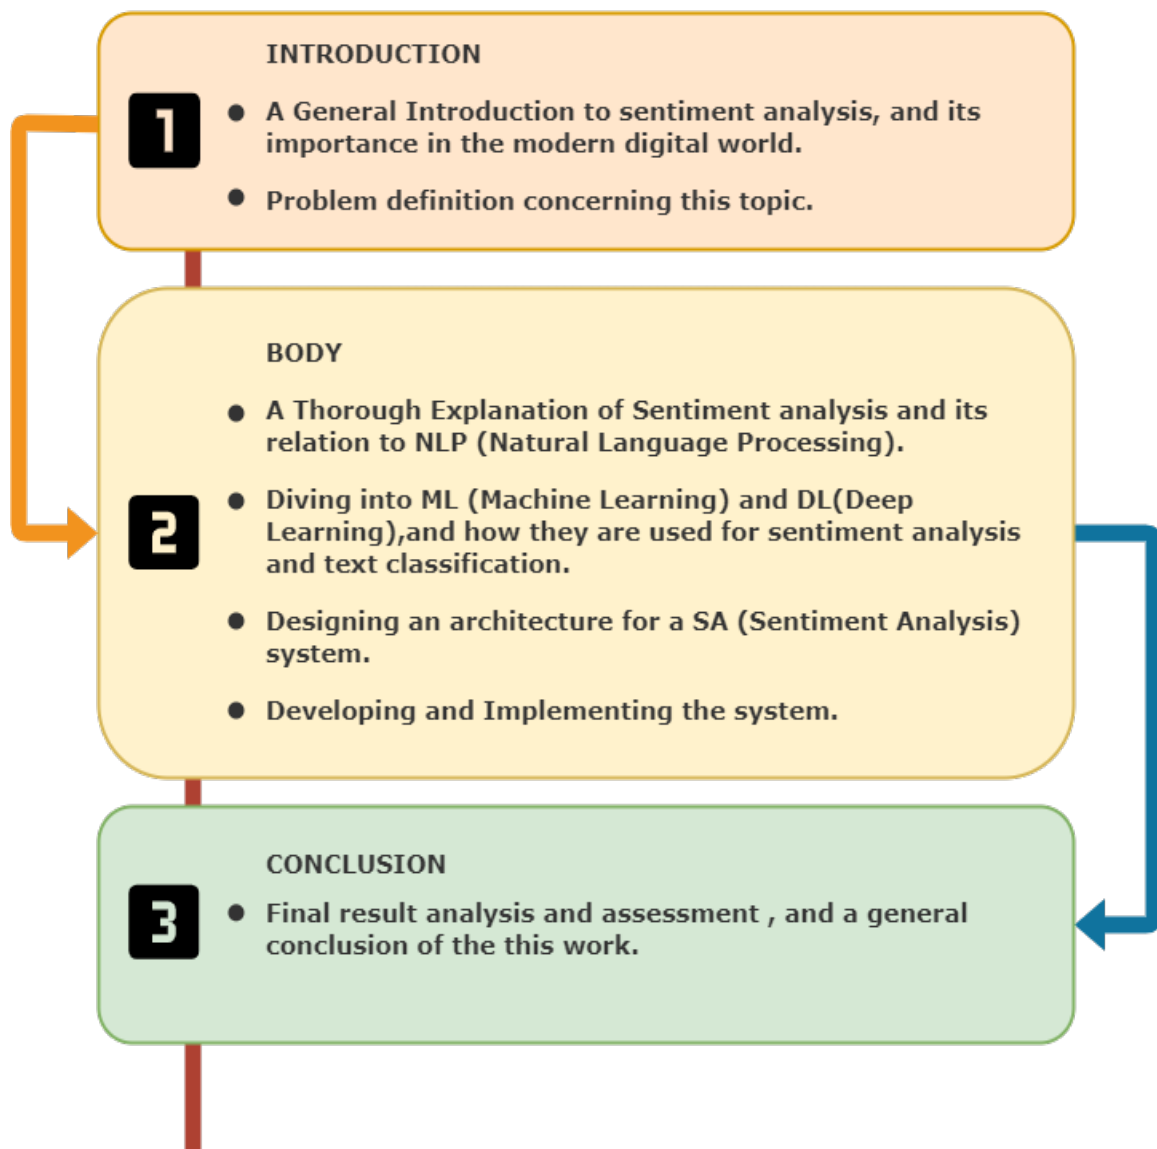 INTRODUCTION
1
● A General Introduction to sentiment analysis, and its
importance in the modern digital world.
● Problem definition concerning this topic.
BODY
● A Thorough Explanation of Sentiment analysis and its
relation to NLP (Natural Language Processing).
2
● Diving into ML (Machine Learning) and DL(Deep
Learning),and how they are used for sentiment analysis
and text classification.
● Designing an architecture for a SA (Sentiment Analysis)
system.
● Developing and Implementing the system.
CONCLUSION
3
● Final result analysis and assessment , and a general
conclusion of the this work.